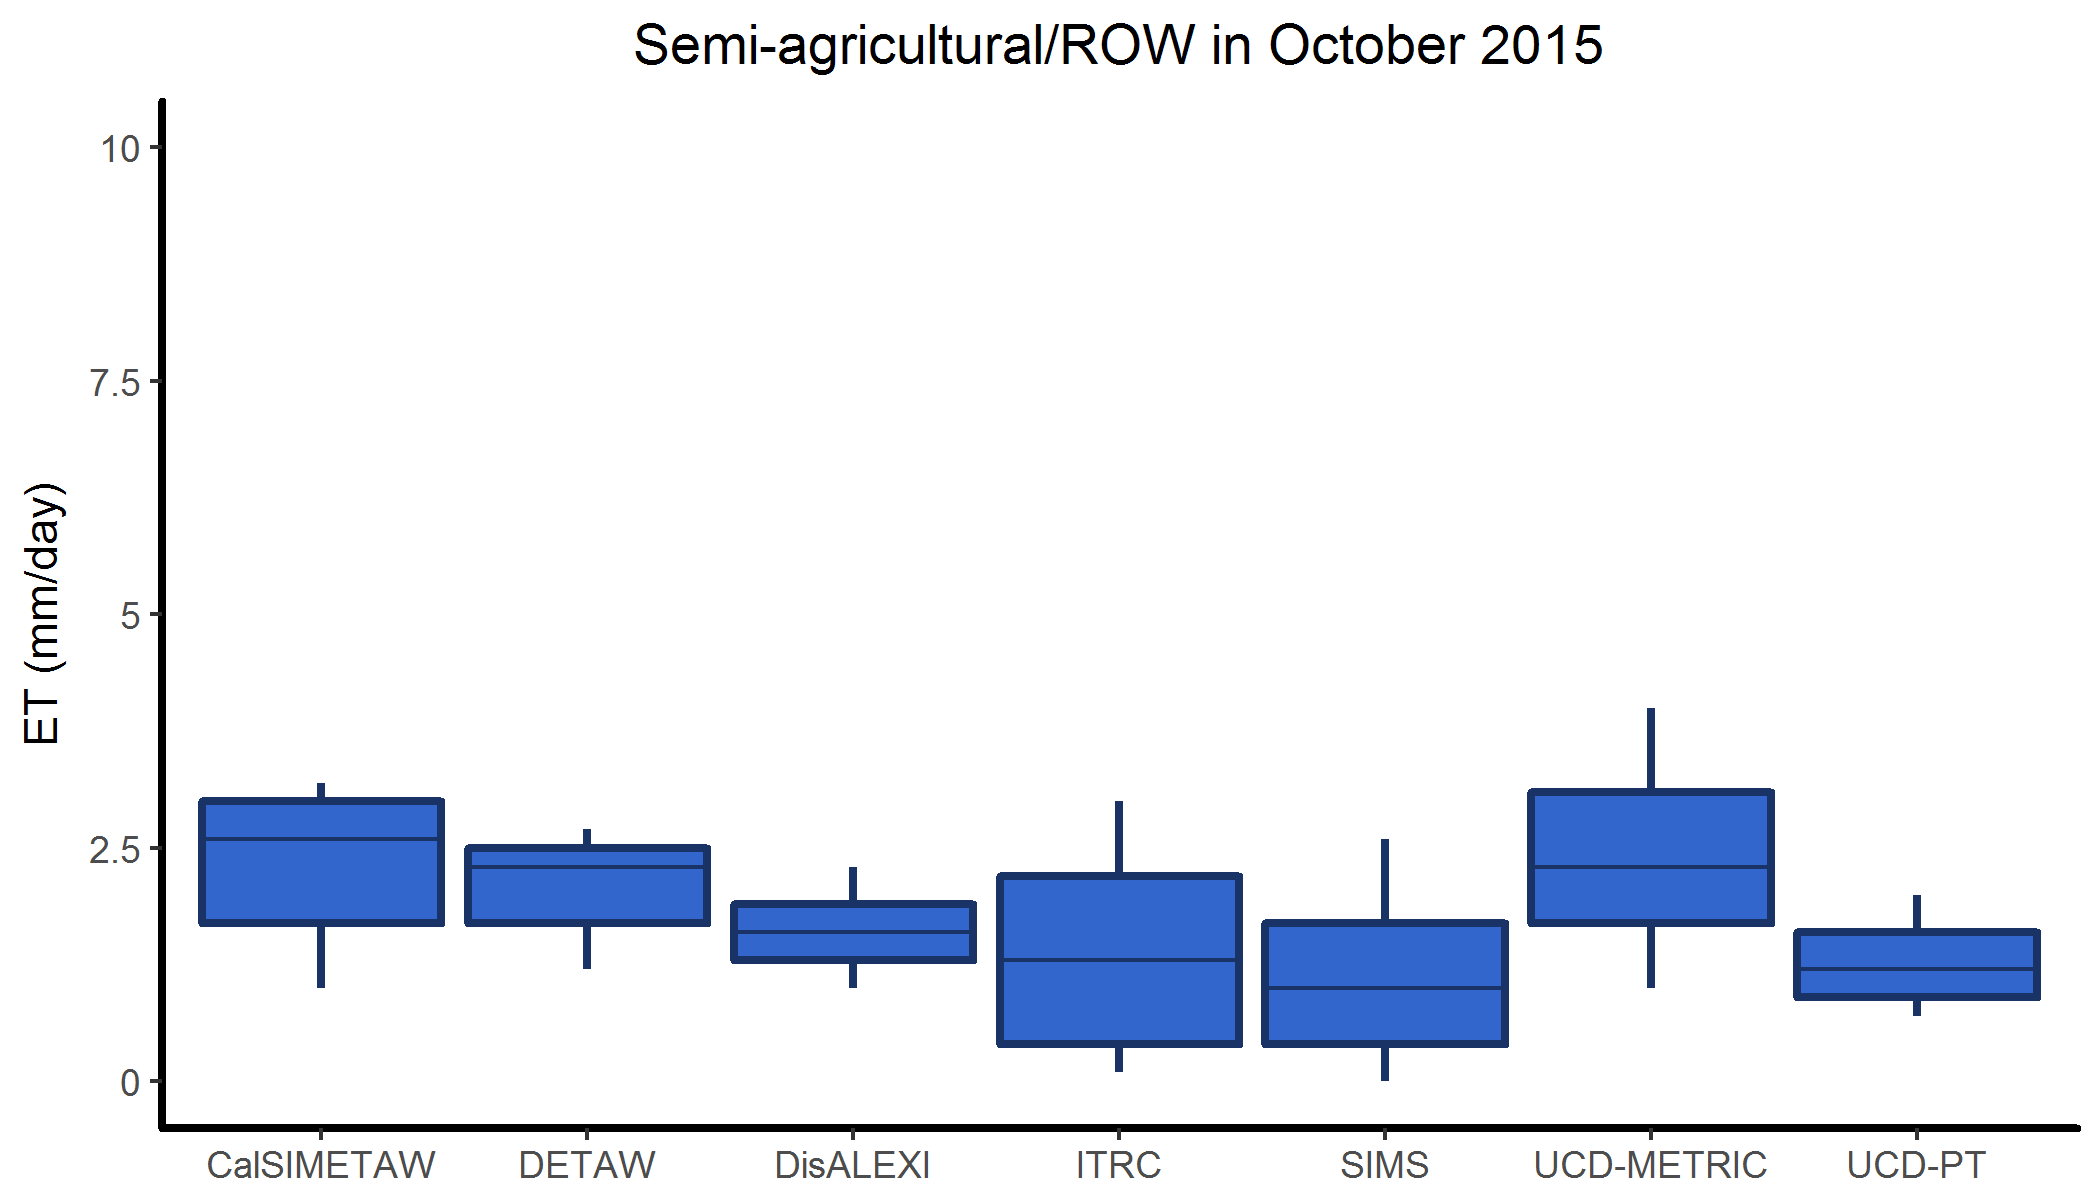 Semi-agricultural/ROW in October 2015
ET (mm/day)
10
7.5
5
2.5
0
CalSIMETAW DETAW DisALEXI ITRC SIMS UCD-METRIC UCD-PT